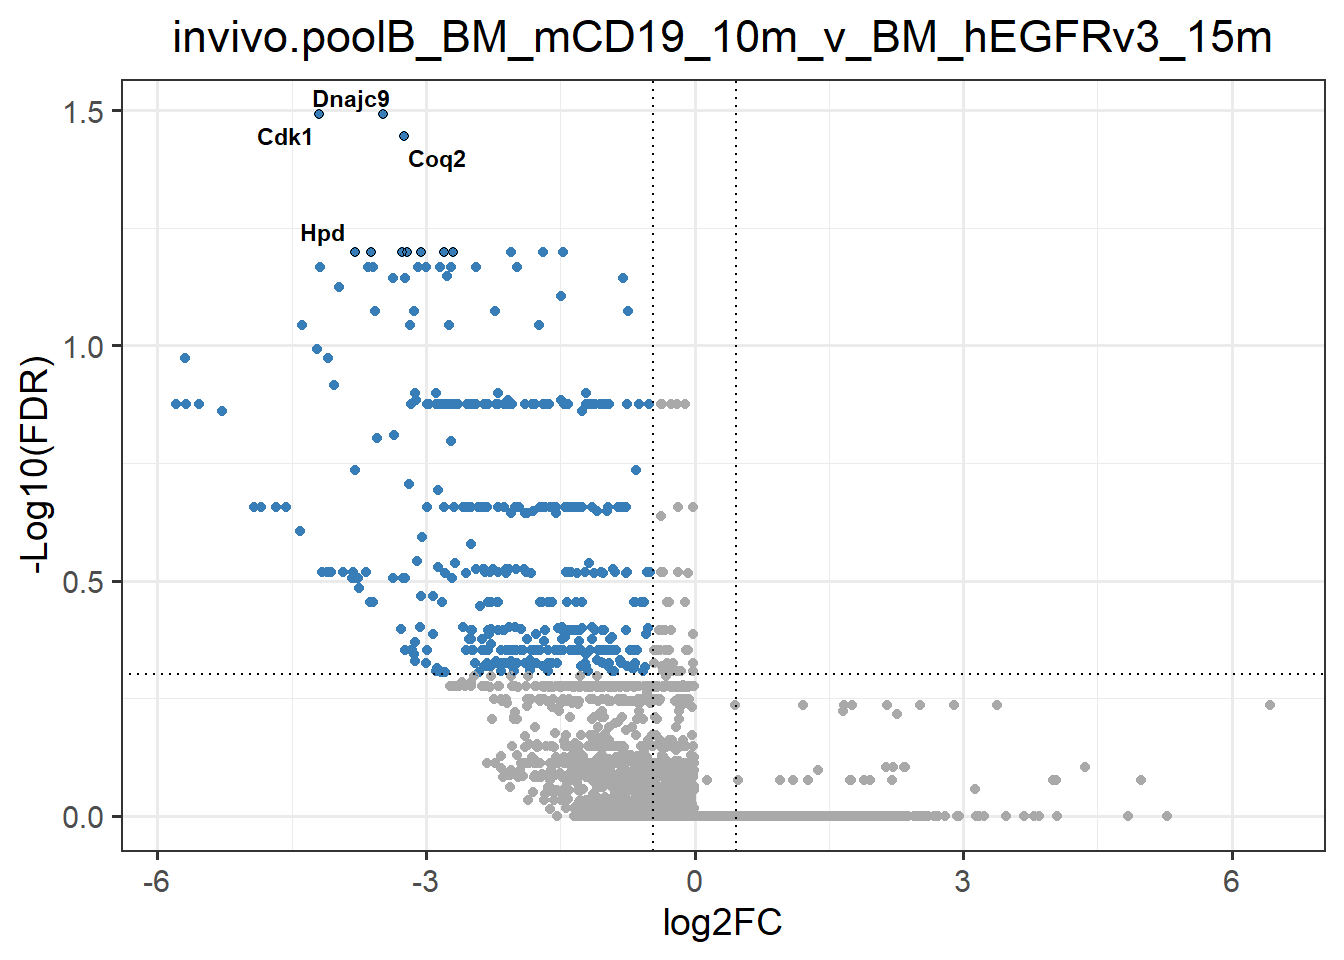 invivo.poolB_BM_mCD19_10m_v_BM_hEGFRv3_15m
Dnajc9
Cdk1
Coq2
Hpd
1.5
1.0
0.5
0.0
-Log10(FDR)
-6
-3
0
3
6
log2FC